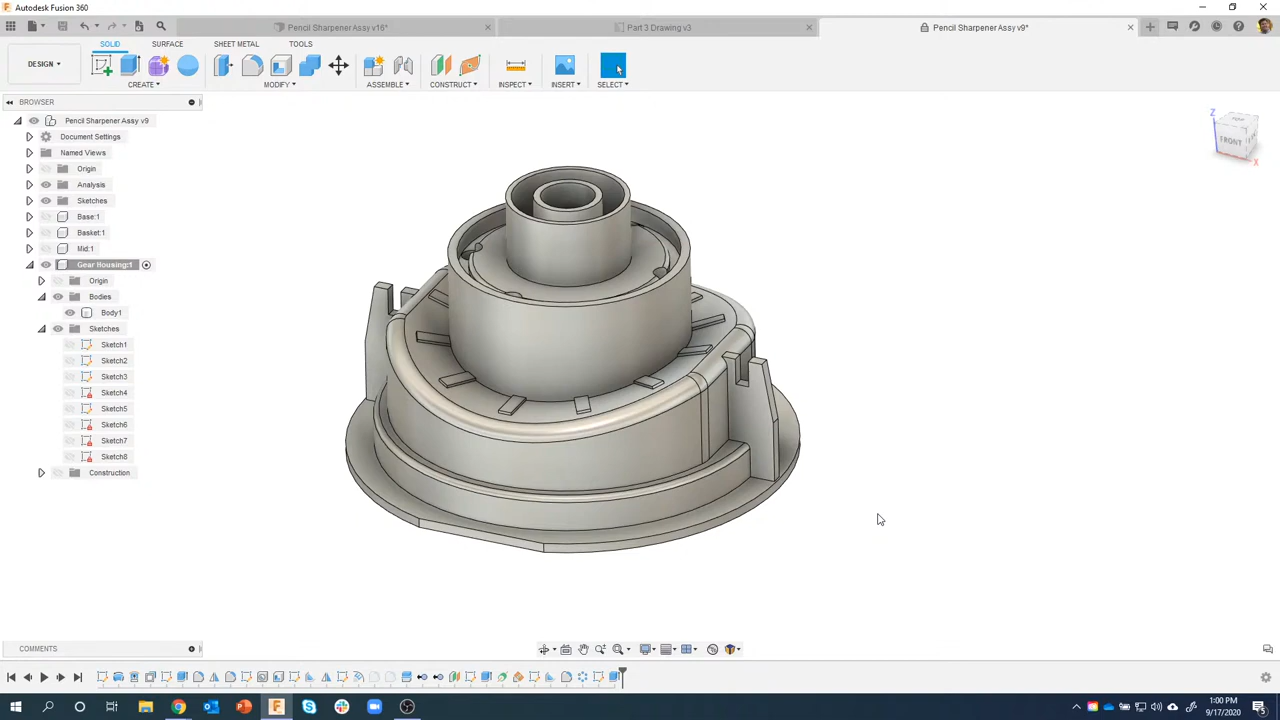 Autodesk Fusion 360
Pencil Sharpener Assy v16*
Part 3 Drawing v3
Pencil Sharpener Assy v9*
SOLID
SURFACE
SHEET METAL
TOOLS
DESIGN
CREATE
MODIFY
ASSEMBLE
CONSTRUCT
INSPECT
INSERT
SELECT
BROWSER
Pencil Sharpener Assy v9
Document Settings
Named Views
Origin
Analysis
Sketches
Base:1
Basket:1
Mid:1
Gear Housing:1
Origin
Bodies
Body1
Sketches
Sketch1
Sketch2
Sketch3
Sketch4
Sketch5
Sketch6
Sketch7
Sketch8
Construction
Z
TOP
FRONT
X
COMMENTS
1:00 PM
9/17/2020